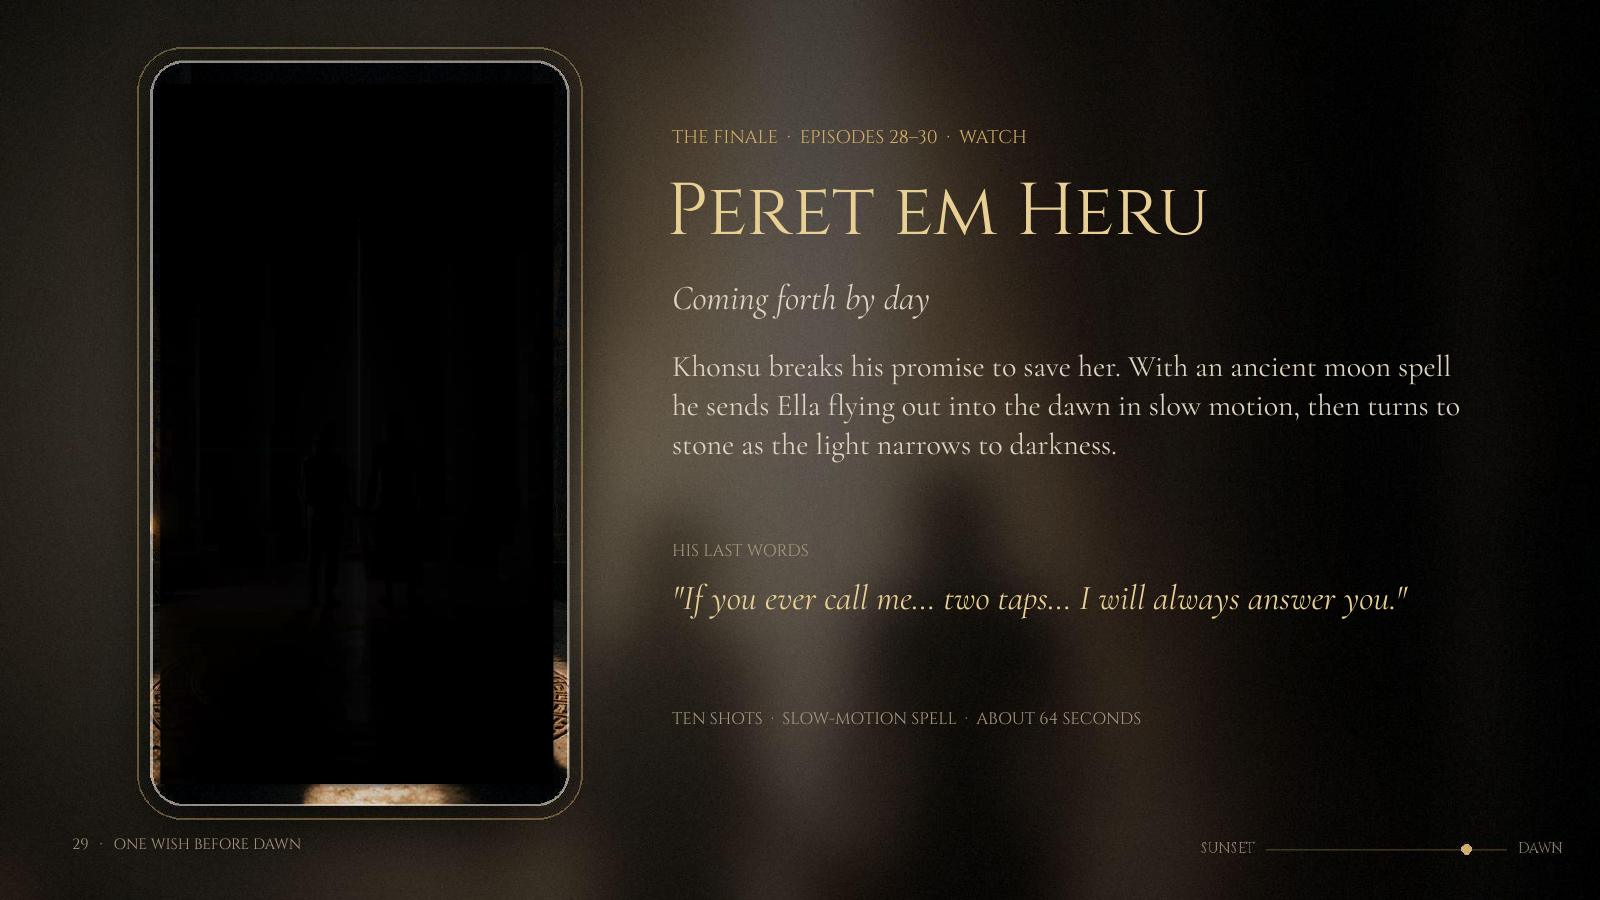 THE FINALE · EPISODES 28–30 · WATCH
PERET EM HERU
Coming forth by day
Khonsu breaks his promise to save her. With an ancient moon spell
he sends Ella flying out into the dawn in slow motion, then turns to
stone as the light narrows to darkness.
HIS LAST WORDS
"If you ever call me... two taps... I will always answer you."
TEN SHOTS · SLOW-MOTION SPELL · ABOUT 64 SECONDS
29 · ONE WISH BEFORE DAWN
SUNSET DAWN